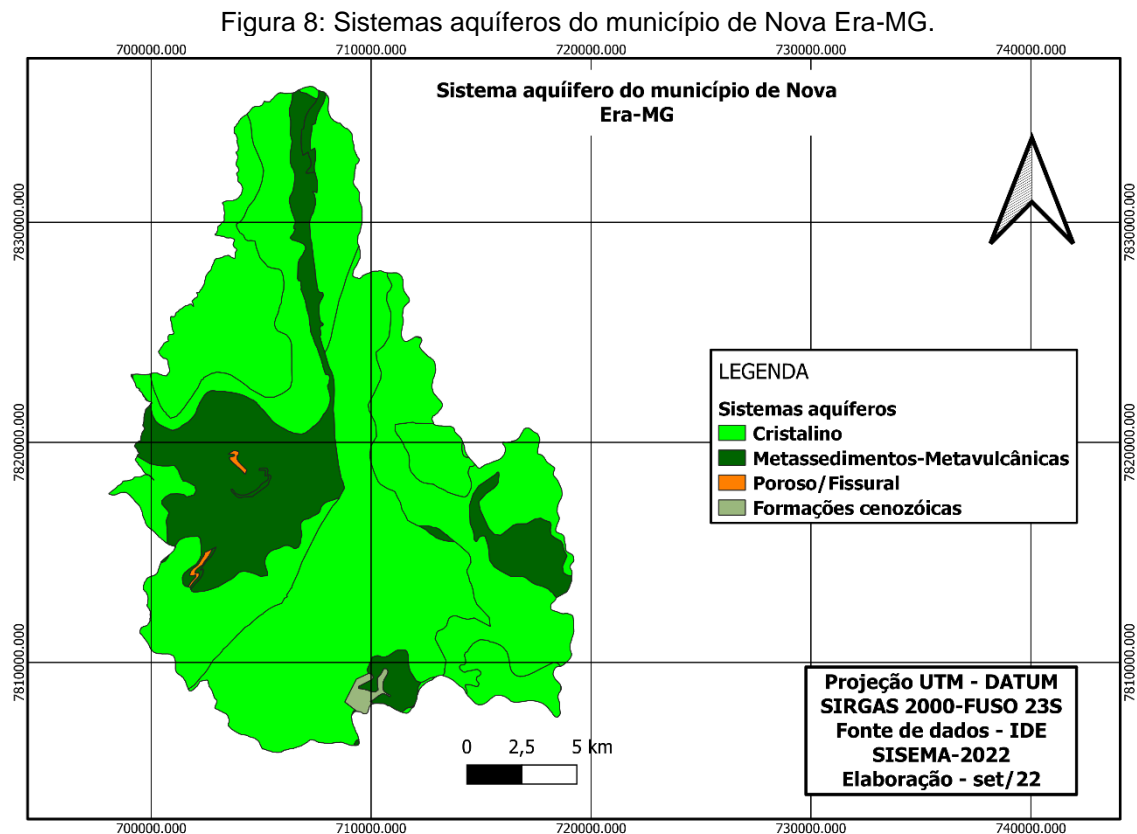 Figura 8: Sistemas aquíferos do município de Nova Era-MG.
700000.000 710000.000 720000.000 730000.000 740000.000
Sistema aquíifero do município de Nova
Era-MG
7830000.000 7830000.000
LEGENDA
Sistemas aquíferos
Cristalino
Metassedimentos-Metavulcânicas
Poroso/Fissural
Formações cenozóicas
7820000.000 7820000.000
7810000.000 7810000.000
Projeção UTM - DATUM
SIRGAS 2000-FUSO 23S
Fonte de dados - IDE
SISEMA-2022
Elaboração - set/22
0 2,5 5 km
700000.000 710000.000 720000.000 730000.000 740000.000